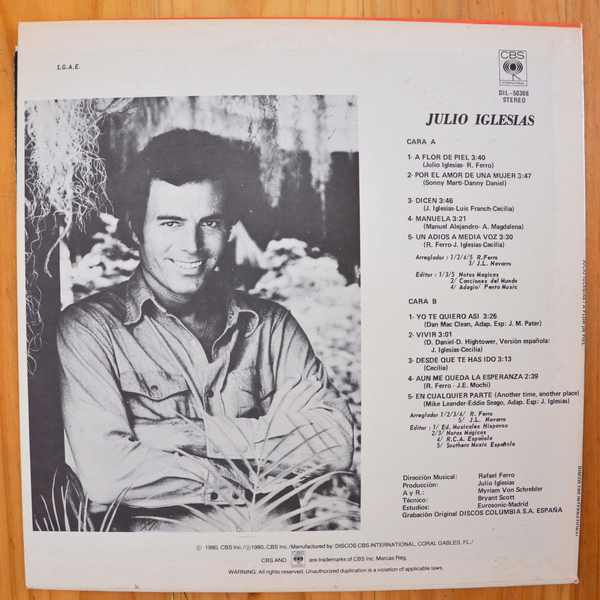 S.G.A.E.
CBS
INTERNATIONAL
DIL-50308
STEREO
JULIO IGLESIAS
CARA A
1- A FLOR DE PIEL 3:40
(Julio Iglesias- R. Ferro)
2- POR EL AMOR DE UNA MUJER 3:47
(Sonny Marti-Danny Daniel)
3- DICEN 3:46
(J. Iglesias-Luis Franch-Cecilia)
4- MANUELA 3:21
(Manuel Alejandro- A. Magdalena)
5- UN ADIOS A MEDIA VOZ 3:30
(R. Ferro-J. Iglesias-Cecilia)
Arreglador : 1/2/4/5 R.Ferro
3/ J.L. Navarro
Editor : 1/3/5 Notas Magicas
2/ Canciones del Mundo
4/ Adagio/ Penta Music
CARA B
1- YO TE QUIERO ASI 3:26
(Dan Mac Clean, Adap. Esp: J. M. Pater)
2- VIVIR 3:01
(D. Daniel-D. Hightower, Versión española:
J. Iglesias-Cecilia)
3- DESDE QUE TE HAS IDO 3:13
(Cecilia)
4- AUN ME QUEDA LA ESPERANZA 2:39
(R. Ferro - J.E. Mochi)
5- EN CUALQUIER PARTE (Another time, another place)
(Mike Leander-Eddie Seago, Adap. Esp: J. Iglesias)
Arreglador 1/2/3/4/ R. Ferro
5/ J.L. Navarro
Editor : 1/ Ed. Musicales Hispavox
2/3/ Notas Mágicas
4/ R.C.A. Española
5/ Southern Music Española
Dirección Musical: Rafael Ferro
Producción: Julio Iglesias
A y R.: Myriam Von Schrebler
Técnico: Bryant Scott
Estudios: Eurosonic-Madrid
Grabación Original DISCOS COLUMBIA S.A. ESPAÑA
© 1980, CBS Inc./℗1980, CBS Inc./Manufactured by: DISCOS CBS INTERNATIONAL, CORAL GABLES. FL./
CBS AND CBS are trademarks of CBS Inc. Marcas Reg.
WARNING: All rights reserved. Unauthorized duplication is a violation of applicable laws.